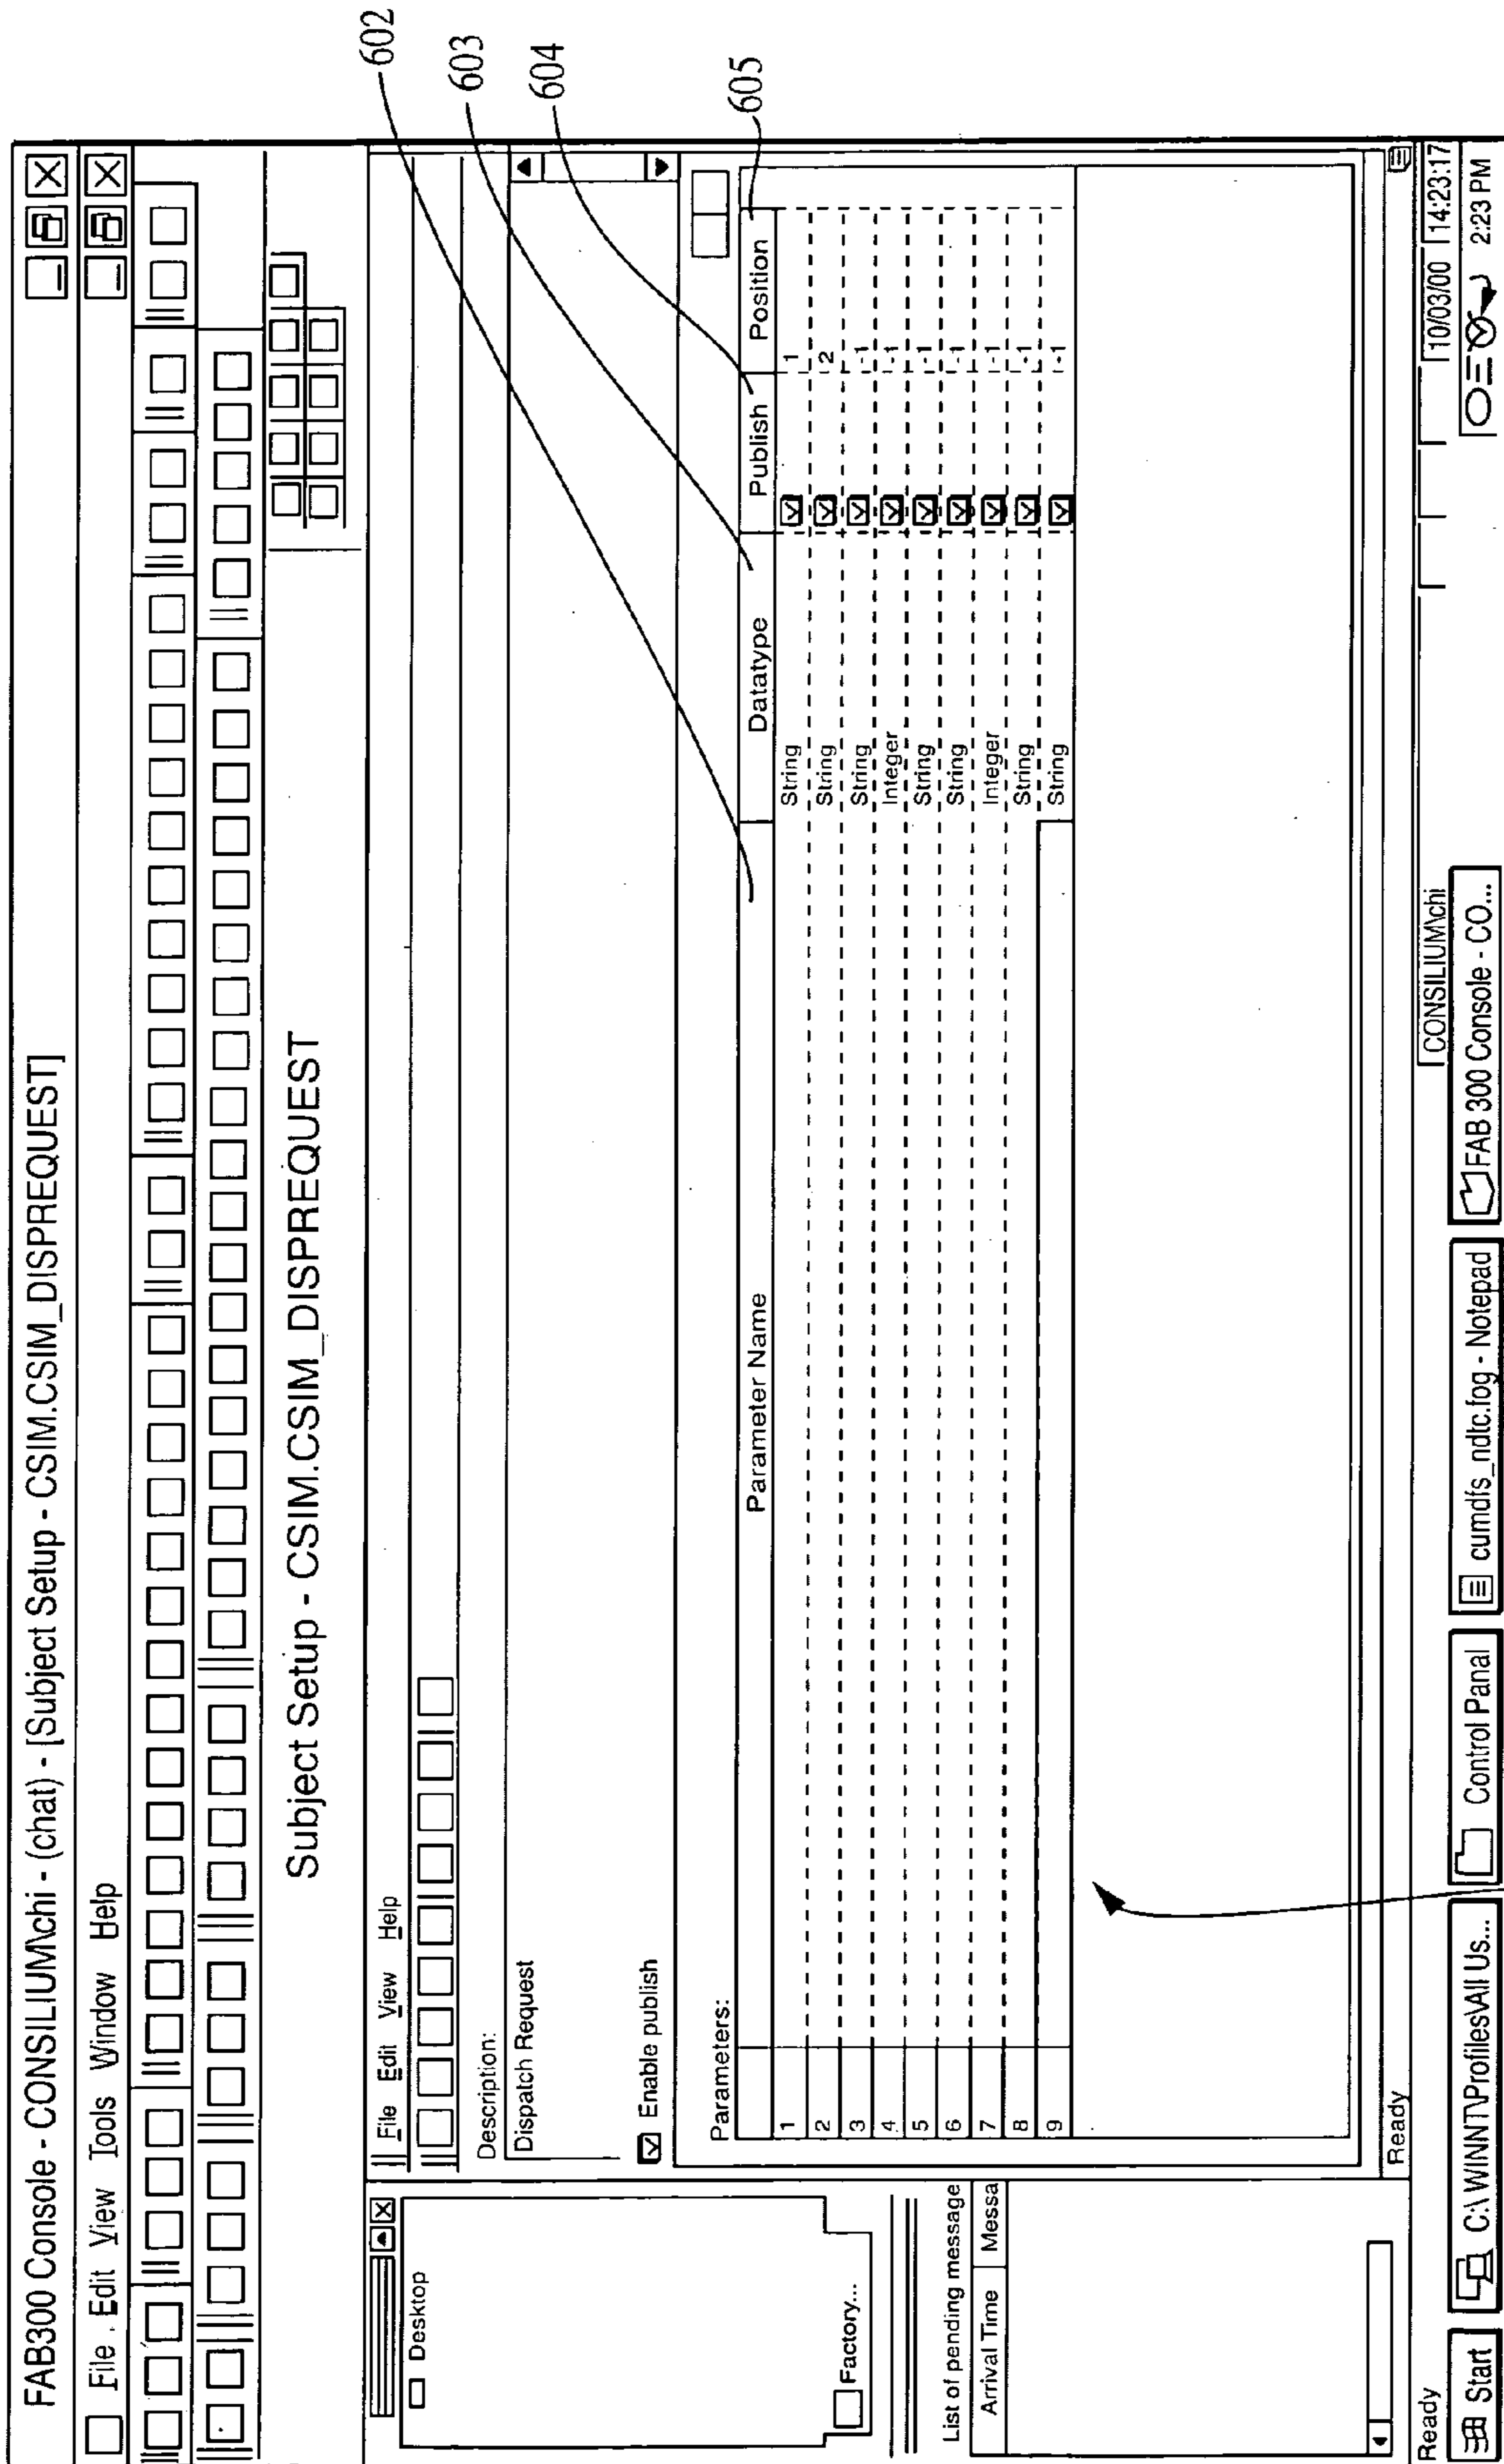 FAB300 Console - CONSILIUM\chi - (chat) - [Subject Setup - CSIM.CSIM_DISPREQUEST]
File Edit View Tools Window Help
Subject Setup - CSIM.CSIM_DISPREQUEST
602
603
604
605
Desktop
Factory...
List of pending message
Arrival Time Messa
File Edit View Help
Description:
Dispatch Request
Enable publish
Parameters:
Parameter Name Datatype Publish Position
1 String 1
2 String 2
3 String -1
4 Integer -1
5 String -1
6 String -1
7 Integer -1
8 String -1
9 String -1
Ready
Ready CONSILIUM\chi 10/03/00 14:23:17
Start C:\WINNT\Profiles\All Us... Control Panal cumdfs_ndtc.fog - Notepad FAB 300 Console - CO... 2:23 PM